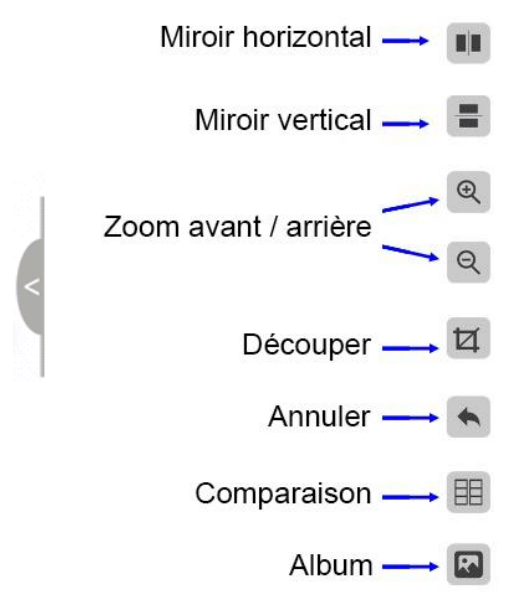 Miroir horizontal
Miroir vertical
Zoom avant / arrière
<
Découper
Annuler
Comparaison
Album